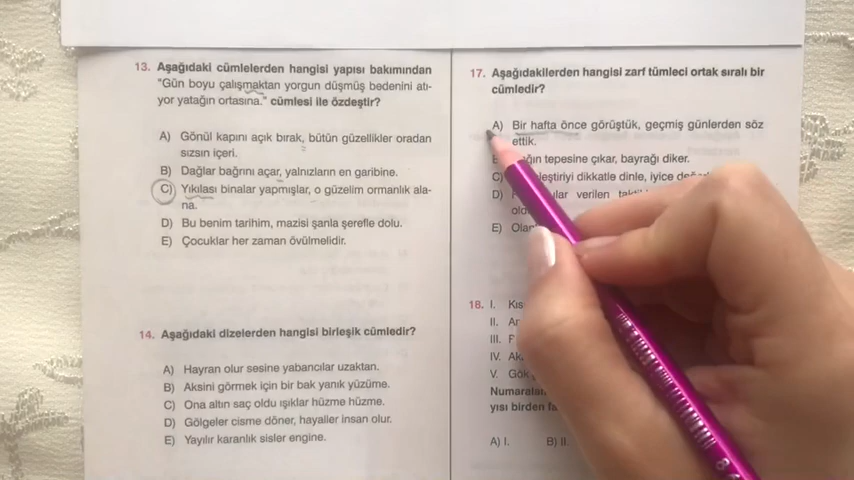 13. Aşağıdaki cümlelerden hangisi yapısı bakımından
"Gün boyu çalışmaktan yorgun düşmüş bedenini atı-
yor yatağın ortasına." cümlesi ile özdeştir?
A) Gönül kapını açık bırak, bütün güzellikler oradan
sızsın içeri.
B) Dağlar bağrını açar, yalnızların en garibine.
C) Yıkılası binalar yapmışlar, o güzelim ormanlık ala-
na.
D) Bu benim tarihim, mazisi şanla şerefle dolu.
E) Çocuklar her zaman övülmelidir.
14. Aşağıdaki dizelerden hangisi birleşik cümledir?
A) Hayran olur sesine yabancılar uzaktan.
B) Aksini görmek için bir bak yanık yüzüme.
C) Ona altın saç oldu ışıklar hüzme hüzme.
D) Gölgeler cisme döner, hayaller insan olur.
E) Yayılır karanlık sisler engine.
17. Aşağıdakilerden hangisi zarf tümleci ortak sıralı bir
cümledir?
A) Bir hafta önce görüştük, geçmiş günlerden söz
ettik.
tepesine çıkar, bayrağı diker.
C) dikkatle dinle, iyice
D) verilen
E)
18. I.
II.
III.
IV.
V.
A) I. B) II.